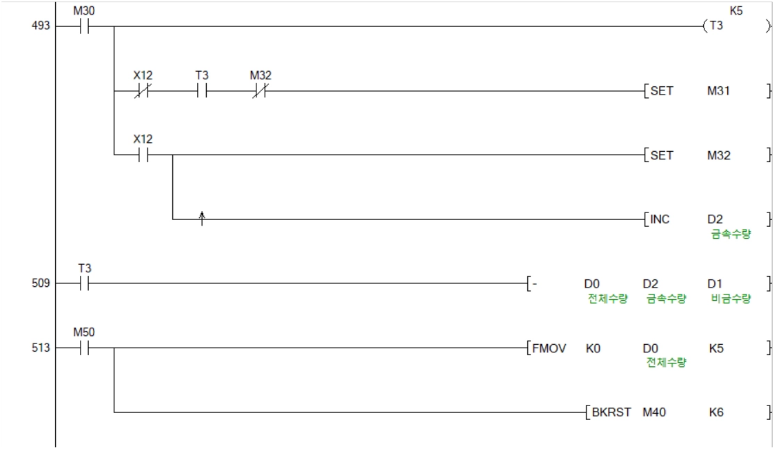 M30 K5
493 ( T3 )
X12 T3 M32
[ SET M31 ]
X12
[ SET M32 ]
[ INC D2 ]
금속수량
T3
509 [ - D0 D2 D1 ]
전체수량 금속수량 비금수량
M50
513 [ FMOV K0 D0 K5 ]
전체수량
[ BKRST M40 K6 ]